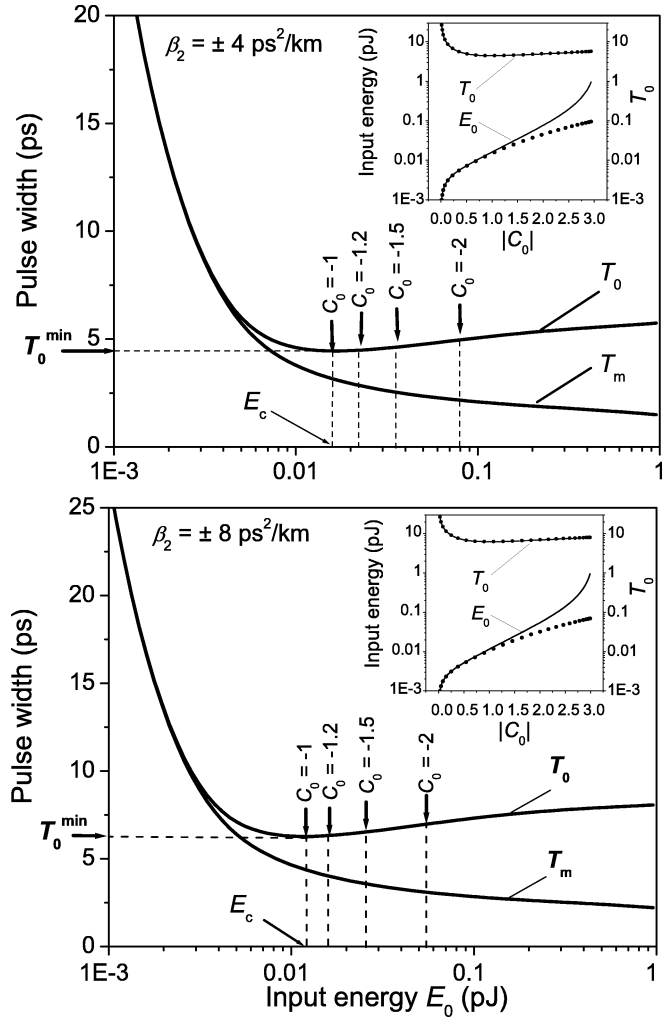 β₂ = ± 4 ps²/km
Pulse width (ps)
20
15
10
5
0
1E-3
0.01
0.1
1
T₀ᵐⁱⁿ
E_c
C₀ = -1
C₀ = -1.2
C₀ = -1.5
C₀ = -2
T₀
T_m
Input energy (pJ)
10
1
0.1
0.01
1E-3
T₀
E₀
10
1
0.1
0.01
1E-3
T₀
0.0 0.5 1.0 1.5 2.0 2.5 3.0
|C₀|
β₂ = ± 8 ps²/km
Pulse width (ps)
25
20
15
10
5
0
1E-3
0.01
0.1
1
Input energy E₀ (pJ)
T₀ᵐⁱⁿ
E_c
C₀ = -1
C₀ = -1.2
C₀ = -1.5
C₀ = -2
T₀
T_m
Input energy (pJ)
10
1
0.1
0.01
1E-3
T₀
E₀
10
1
0.1
0.01
1E-3
T₀
0.0 0.5 1.0 1.5 2.0 2.5 3.0
|C₀|